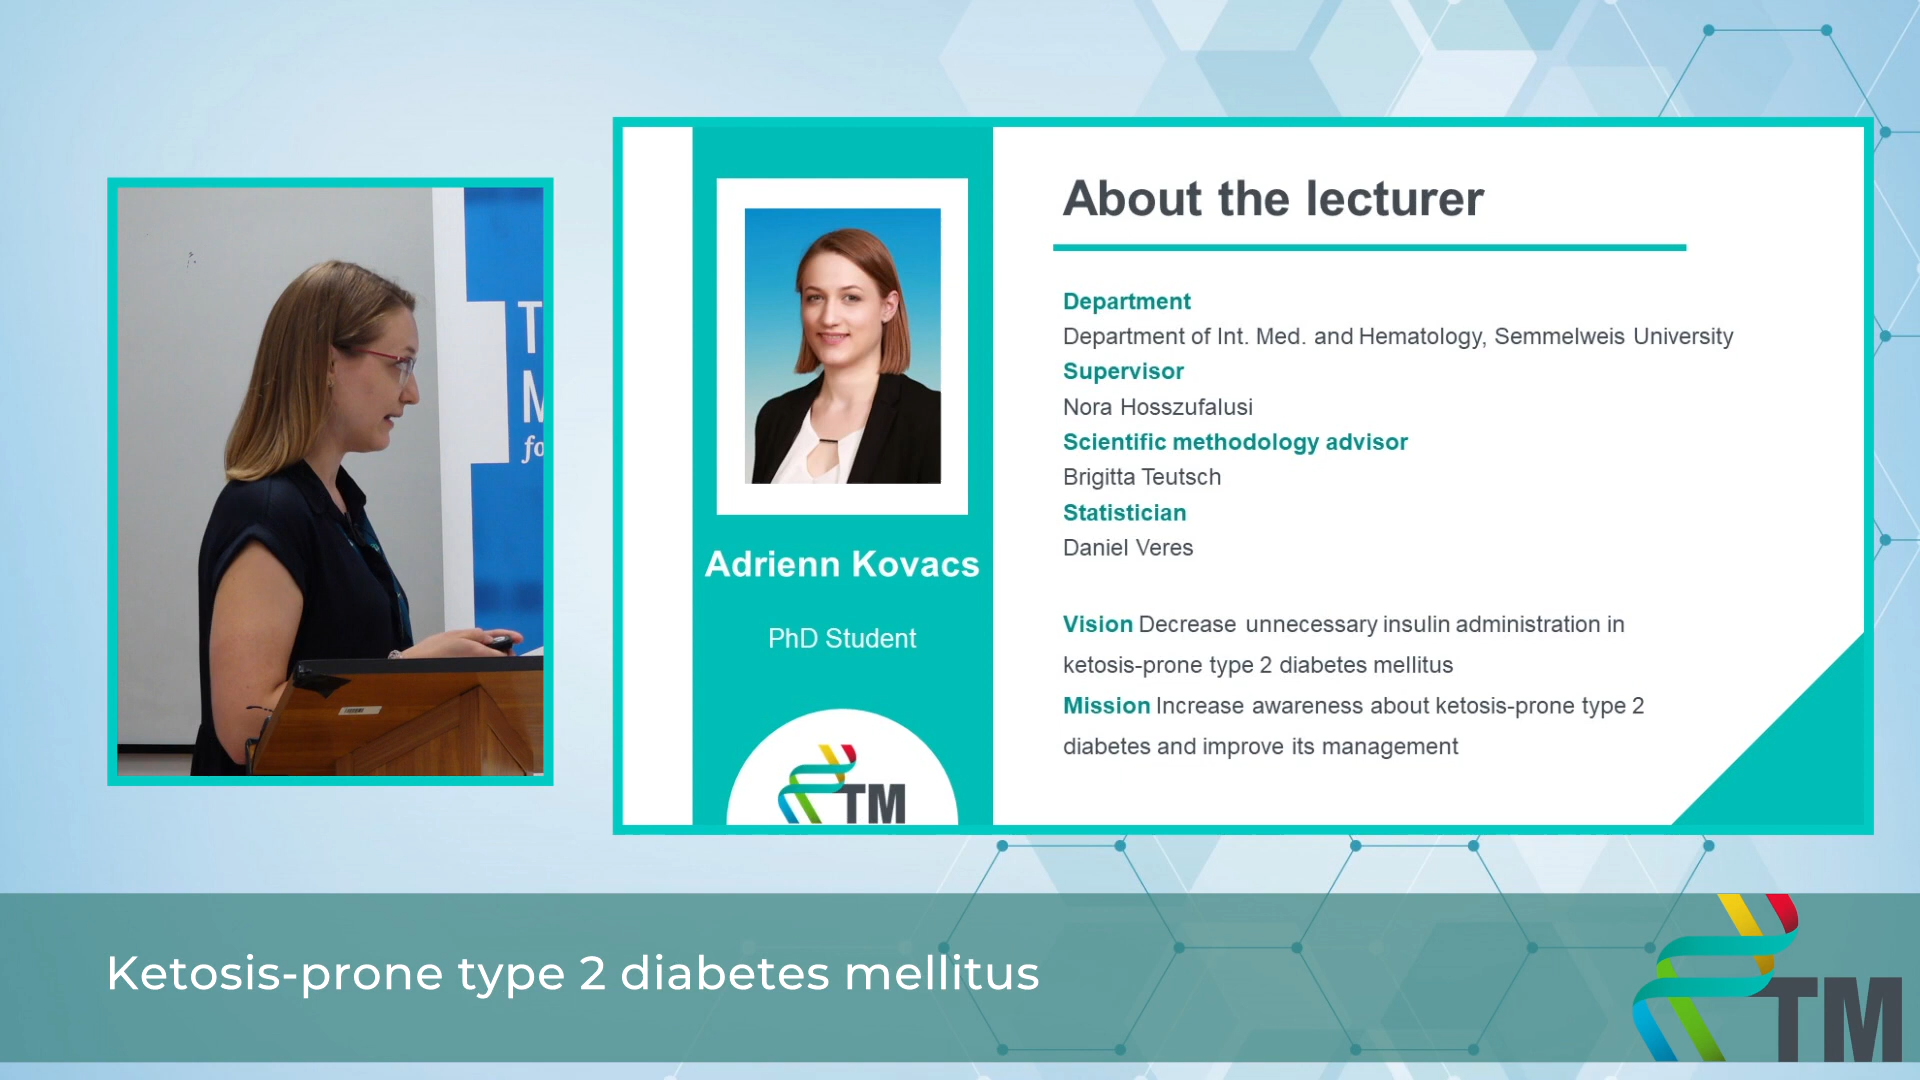 T
M
fo
About the lecturer
Department
Department of Int. Med. and Hematology, Semmelweis University
Supervisor
Nora Hosszufalusi
Scientific methodology advisor
Brigitta Teutsch
Statistician
Daniel Veres
Vision Decrease unnecessary insulin administration in
ketosis-prone type 2 diabetes mellitus
Mission Increase awareness about ketosis-prone type 2
diabetes and improve its management
Adrienn Kovacs
PhD Student
TM
Ketosis-prone type 2 diabetes mellitus
TM